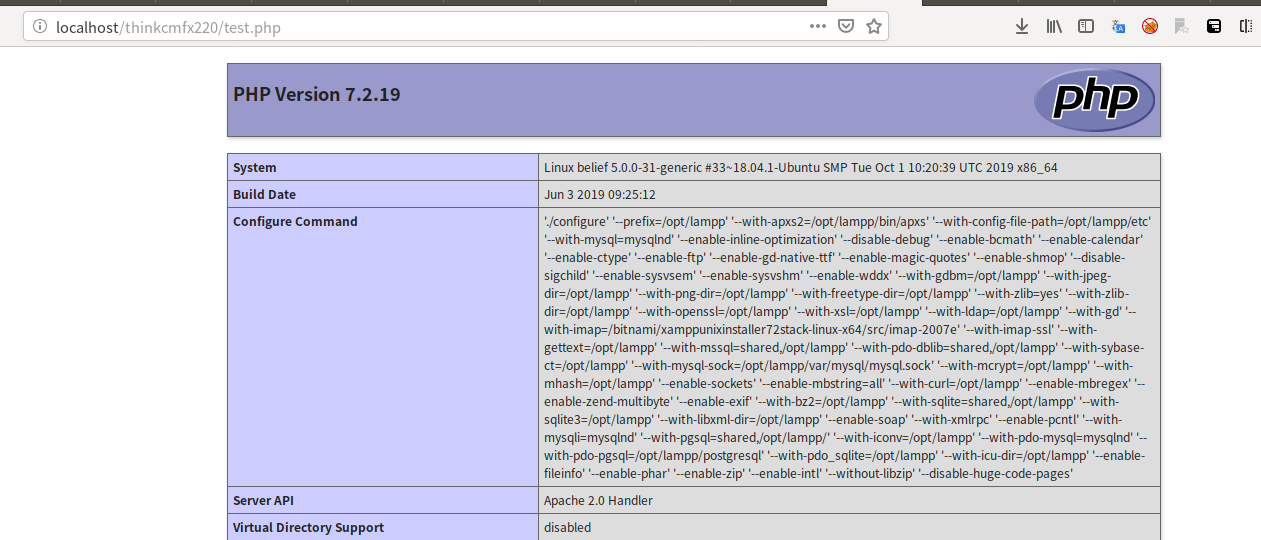 localhost/thinkcmfx220/test.php
PHP Version 7.2.19
php
System
Linux belief 5.0.0-31-generic #33~18.04.1-Ubuntu SMP Tue Oct 1 10:20:39 UTC 2019 x86_64
Build Date
Jun 3 2019 09:25:12
Configure Command
'./configure' '--prefix=/opt/lampp' '--with-apxs2=/opt/lampp/bin/apxs' '--with-config-file-path=/opt/lampp/etc'
'--with-mysql=mysqlnd' '--enable-inline-optimization' '--disable-debug' '--enable-bcmath' '--enable-calendar'
'--enable-ctype' '--enable-ftp' '--enable-gd-native-ttf' '--enable-magic-quotes' '--enable-shmop' '--disable-
sigchild' '--enable-sysvsem' '--enable-sysvshm' '--enable-wddx' '--with-gdbm=/opt/lampp' '--with-jpeg-
dir=/opt/lampp' '--with-png-dir=/opt/lampp' '--with-freetype-dir=/opt/lampp' '--with-zlib=yes' '--with-zlib-
dir=/opt/lampp' '--with-openssl=/opt/lampp' '--with-xsl=/opt/lampp' '--with-ldap=/opt/lampp' '--with-gd' '--
with-imap=/bitnami/xamppunixinstaller72stack-linux-x64/src/imap-2007e' '--with-imap-ssl' '--with-
gettext=/opt/lampp' '--with-mssql=shared,/opt/lampp' '--with-pdo-dblib=shared,/opt/lampp' '--with-sybase-
ct=/opt/lampp' '--with-mysql-sock=/opt/lampp/var/mysql/mysql.sock' '--with-mcrypt=/opt/lampp' '--with-
mhash=/opt/lampp' '--enable-sockets' '--enable-mbstring=all' '--with-curl=/opt/lampp' '--enable-mbregex' '--
enable-zend-multibyte' '--enable-exif' '--with-bz2=/opt/lampp' '--with-sqlite=shared,/opt/lampp' '--with-
sqlite3=/opt/lampp' '--with-libxml-dir=/opt/lampp' '--enable-soap' '--with-xmlrpc' '--enable-pcntl' '--with-
mysqli=mysqlnd' '--with-pgsql=shared,/opt/lampp/' '--with-iconv=/opt/lampp' '--with-pdo-mysql=mysqlnd' '--
with-pdo-pgsql=/opt/lampp/postgresql' '--with-pdo_sqlite=/opt/lampp' '--with-icu-dir=/opt/lampp' '--enable-
fileinfo' '--enable-phar' '--enable-zip' '--enable-intl' '--without-libzip' '--disable-huge-code-pages'
Server API
Apache 2.0 Handler
Virtual Directory Support
disabled